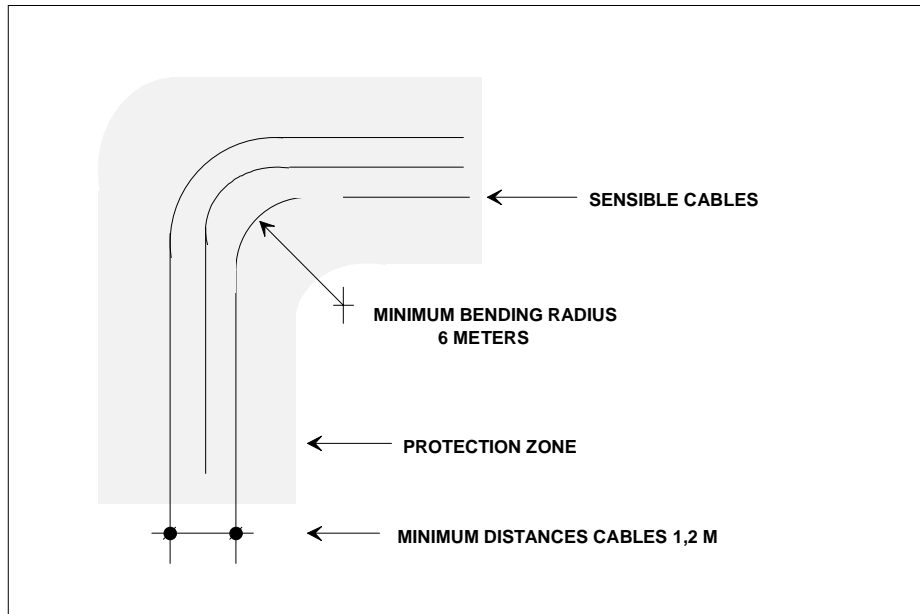 SENSIBLE CABLES
MINIMUM BENDING RADIUS
6 METERS
PROTECTION ZONE
MINIMUM DISTANCES CABLES 1,2 M